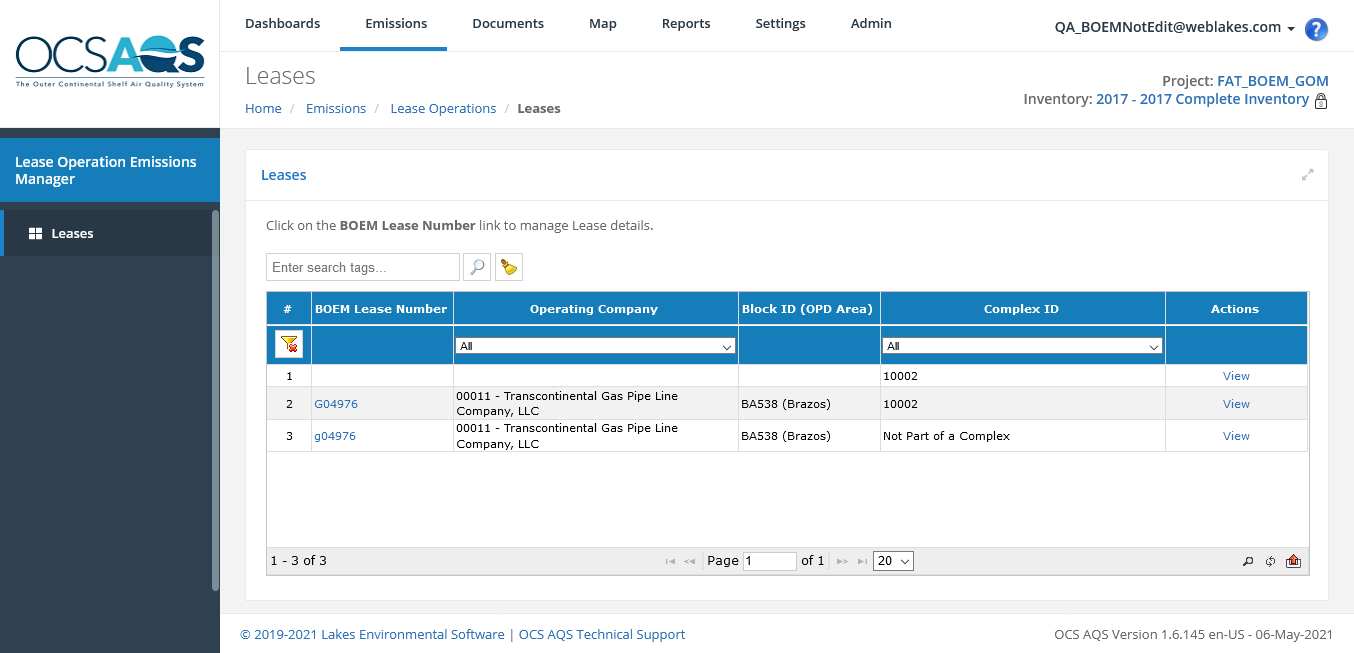 OCSAQS
The Outer Continental Shelf Air Quality System
Dashboards Emissions Documents Map Reports Settings Admin
QA_BOEMNotEdit@weblakes.com ?
Leases
Home / Emissions / Lease Operations / Leases
Project: FAT_BOEM_GOM
Inventory: 2017 - 2017 Complete Inventory
Lease Operation Emissions
Manager
Leases
Leases
Click on the BOEM Lease Number link to manage Lease details.
Enter search tags...
# BOEM Lease Number Operating Company Block ID (OPD Area) Complex ID Actions
All All
1 10002 View
2 G04976 00011 - Transcontinental Gas Pipe Line
Company, LLC BA538 (Brazos) 10002 View
3 g04976 00011 - Transcontinental Gas Pipe Line
Company, LLC BA538 (Brazos) Not Part of a Complex View
1 - 3 of 3 Page 1 of 1 20
© 2019-2021 Lakes Environmental Software | OCS AQS Technical Support
OCS AQS Version 1.6.145 en-US - 06-May-2021